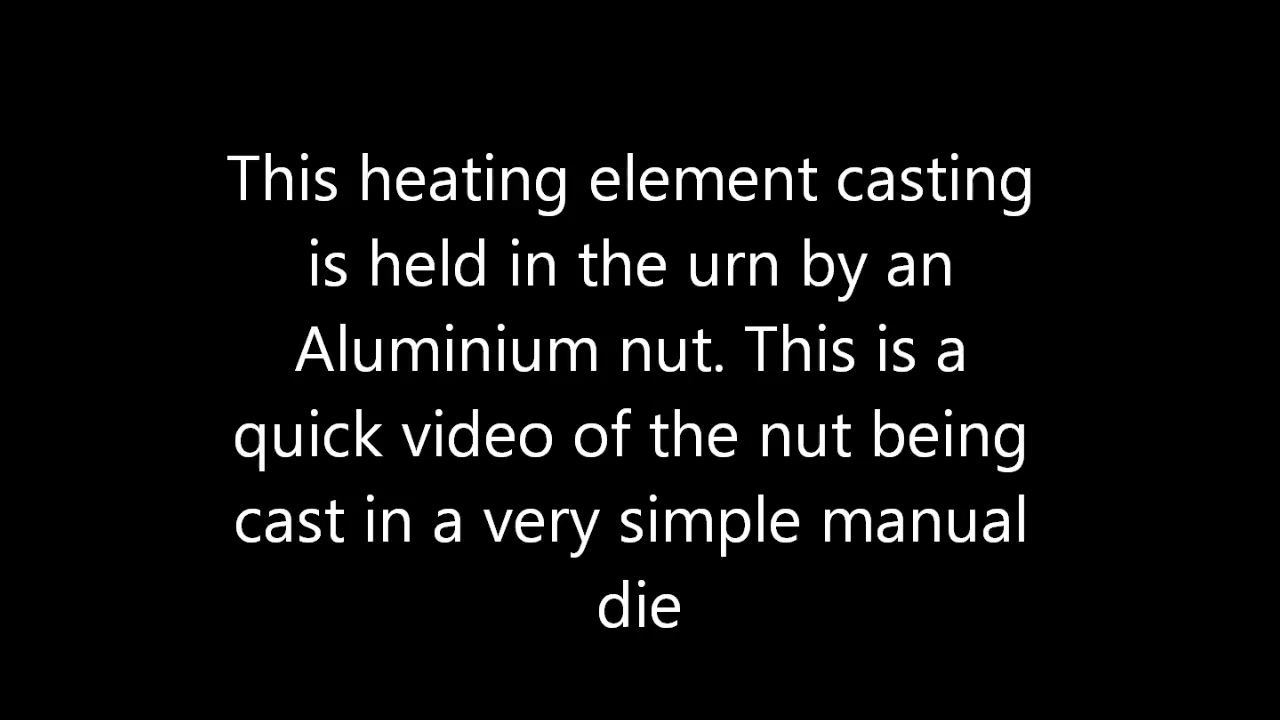 This heating element casting
is held in the urn by an
Aluminium nut. This is a
quick video of the nut being
cast in a very simple manual
die